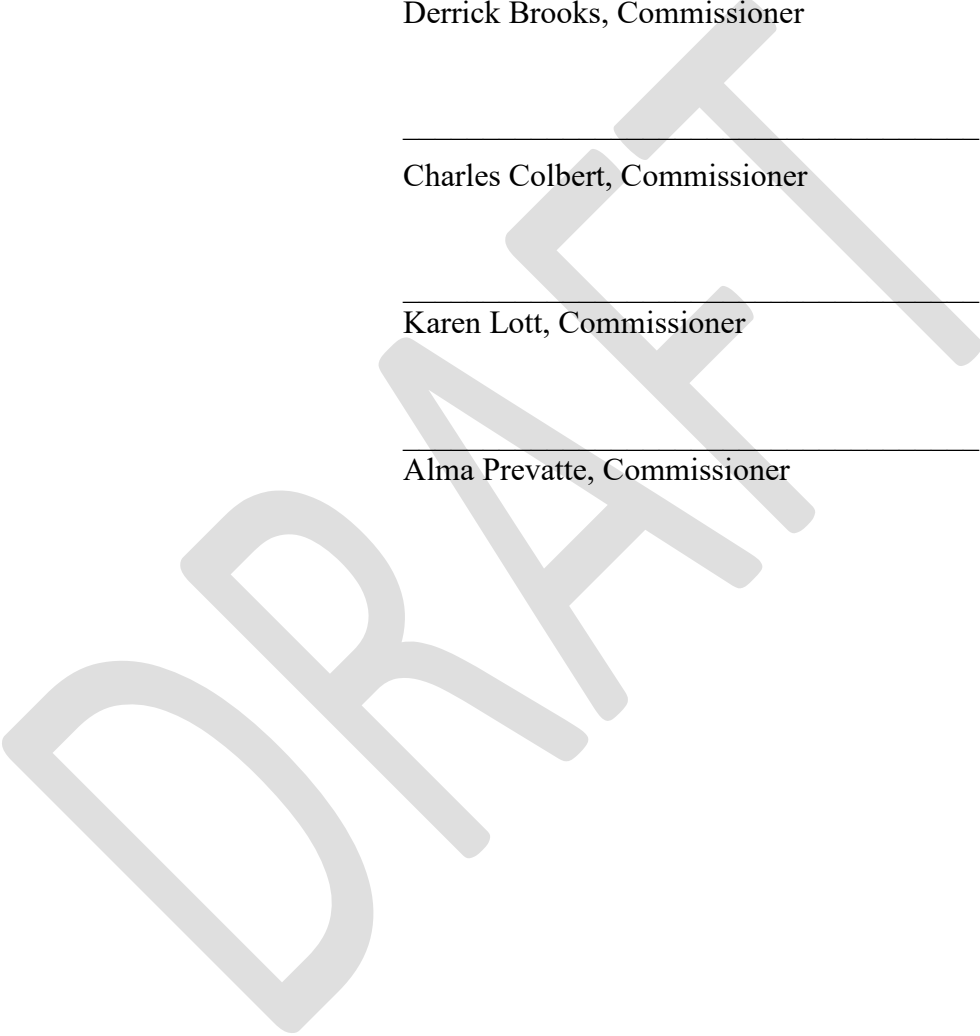 Derrick Brooks, Commissioner
Charles Colbert, Commissioner
Karen Lott, Commissioner
Alma Prevatte, Commissioner
DRAFT